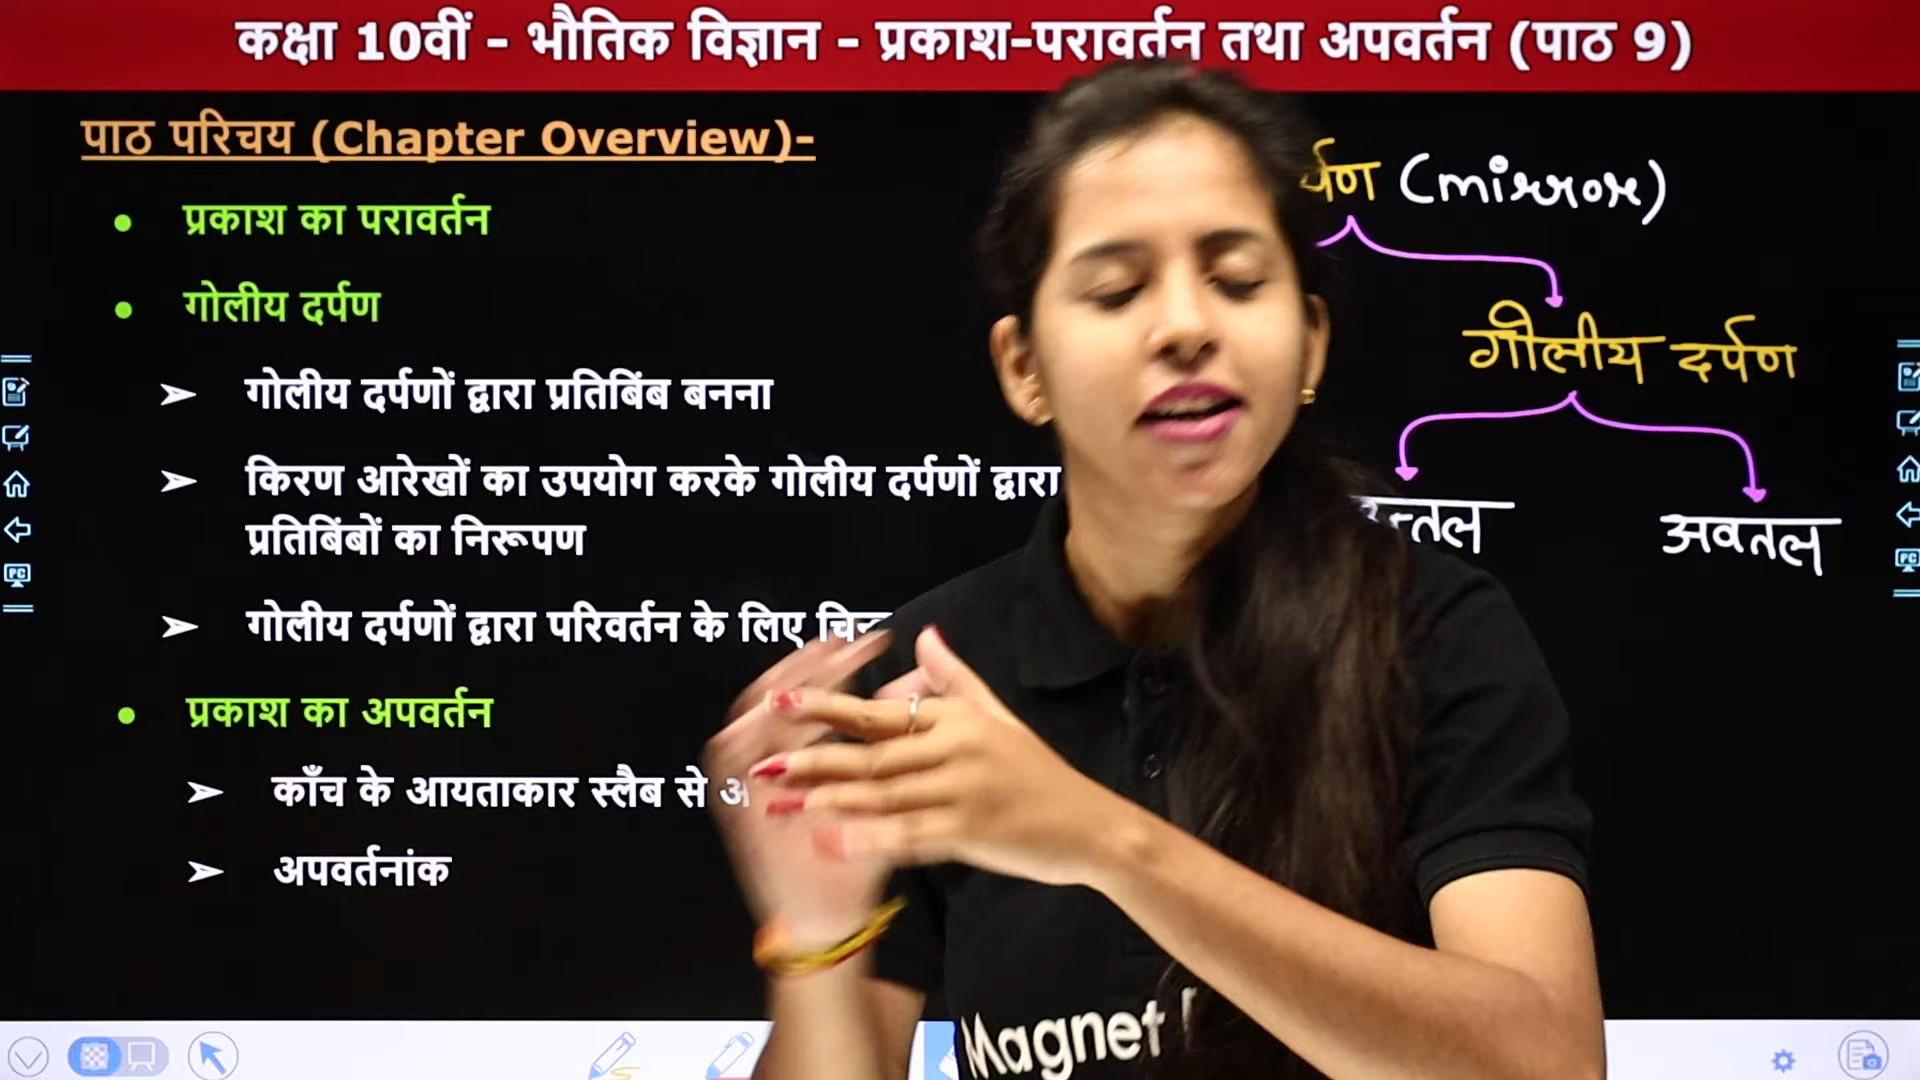 कक्षा 10वीं - भौतिक विज्ञान - प्रकाश-परावर्तन तथा अपवर्तन (पाठ 9)
पाठ परिचय (Chapter Overview)-
प्रकाश का परावर्तन
गोलीय दर्पण
गोलीय दर्पणों द्वारा प्रतिबिंब बनना
किरण आरेखों का उपयोग करके गोलीय दर्पणों द्वारा
प्रतिबिंबों का निरूपण
गोलीय दर्पणों द्वारा परिवर्तन के लिए
प्रकाश का अपवर्तन
काँच के आयताकार स्लैब से
अपवर्तनांक
(mirror)
गोलीय दर्पण
अवतल
Magnet